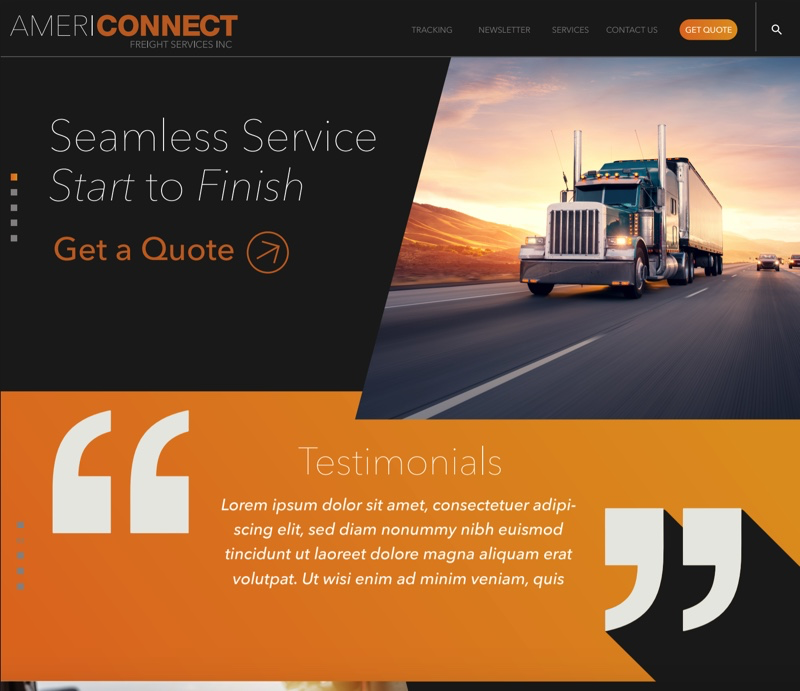 AMERICONNECT
FREIGHT SERVICES INC
TRACKING NEWSLETTER SERVICES CONTACT US GET QUOTE
Seamless Service
Start to Finish
Get a Quote
Testimonials
Lorem ipsum dolor sit amet, consectetuer adipi-
scing elit, sed diam nonummy nibh euismod
tincidunt ut laoreet dolore magna aliquam erat
volutpat. Ut wisi enim ad minim veniam, quis